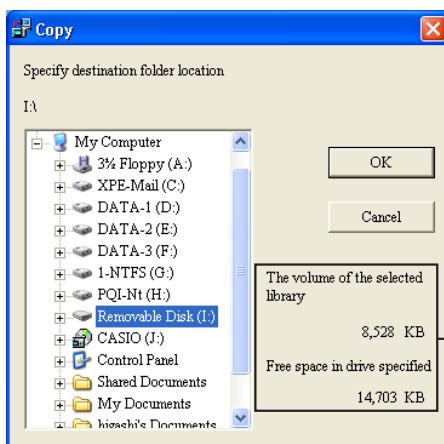 Copy
Specify destination folder location
I:\
My Computer
3½ Floppy (A:)
XPE-Mail (C:)
DATA-1 (D:)
DATA-2 (E:)
DATA-3 (F:)
1-NTFS (G:)
PQI-Nt (H:)
Removable Disk (I:)
CASIO (J:)
Control Panel
Shared Documents
My Documents
higashi's Documents
OK
Cancel
The volume of the selected
library
8,528 KB
Free space in drive specified
14,703 KB